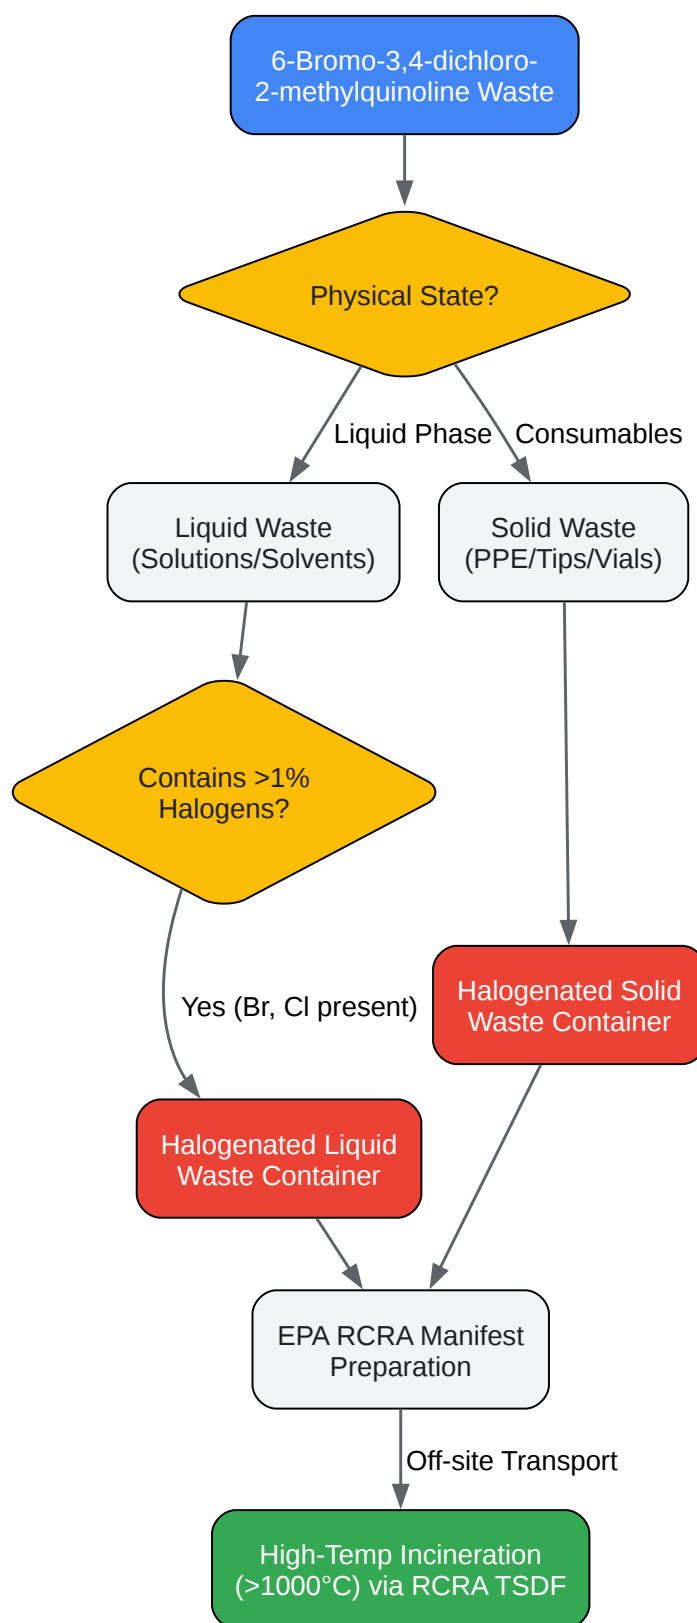 6-Bromo-3,4-dichloro-
2-methylquinoline Waste
Physical State?
Liquid Phase
Consumables
Liquid Waste
(Solutions/Solvents)
Solid Waste
(PPE/Tips/Vials)
Contains >1%
Halogens?
Yes (Br, Cl present)
Halogenated Solid
Waste Container
Halogenated Liquid
Waste Container
EPA RCRA Manifest
Preparation
Off-site Transport
High-Temp Incineration
(>1000°C) via RCRA TSDF